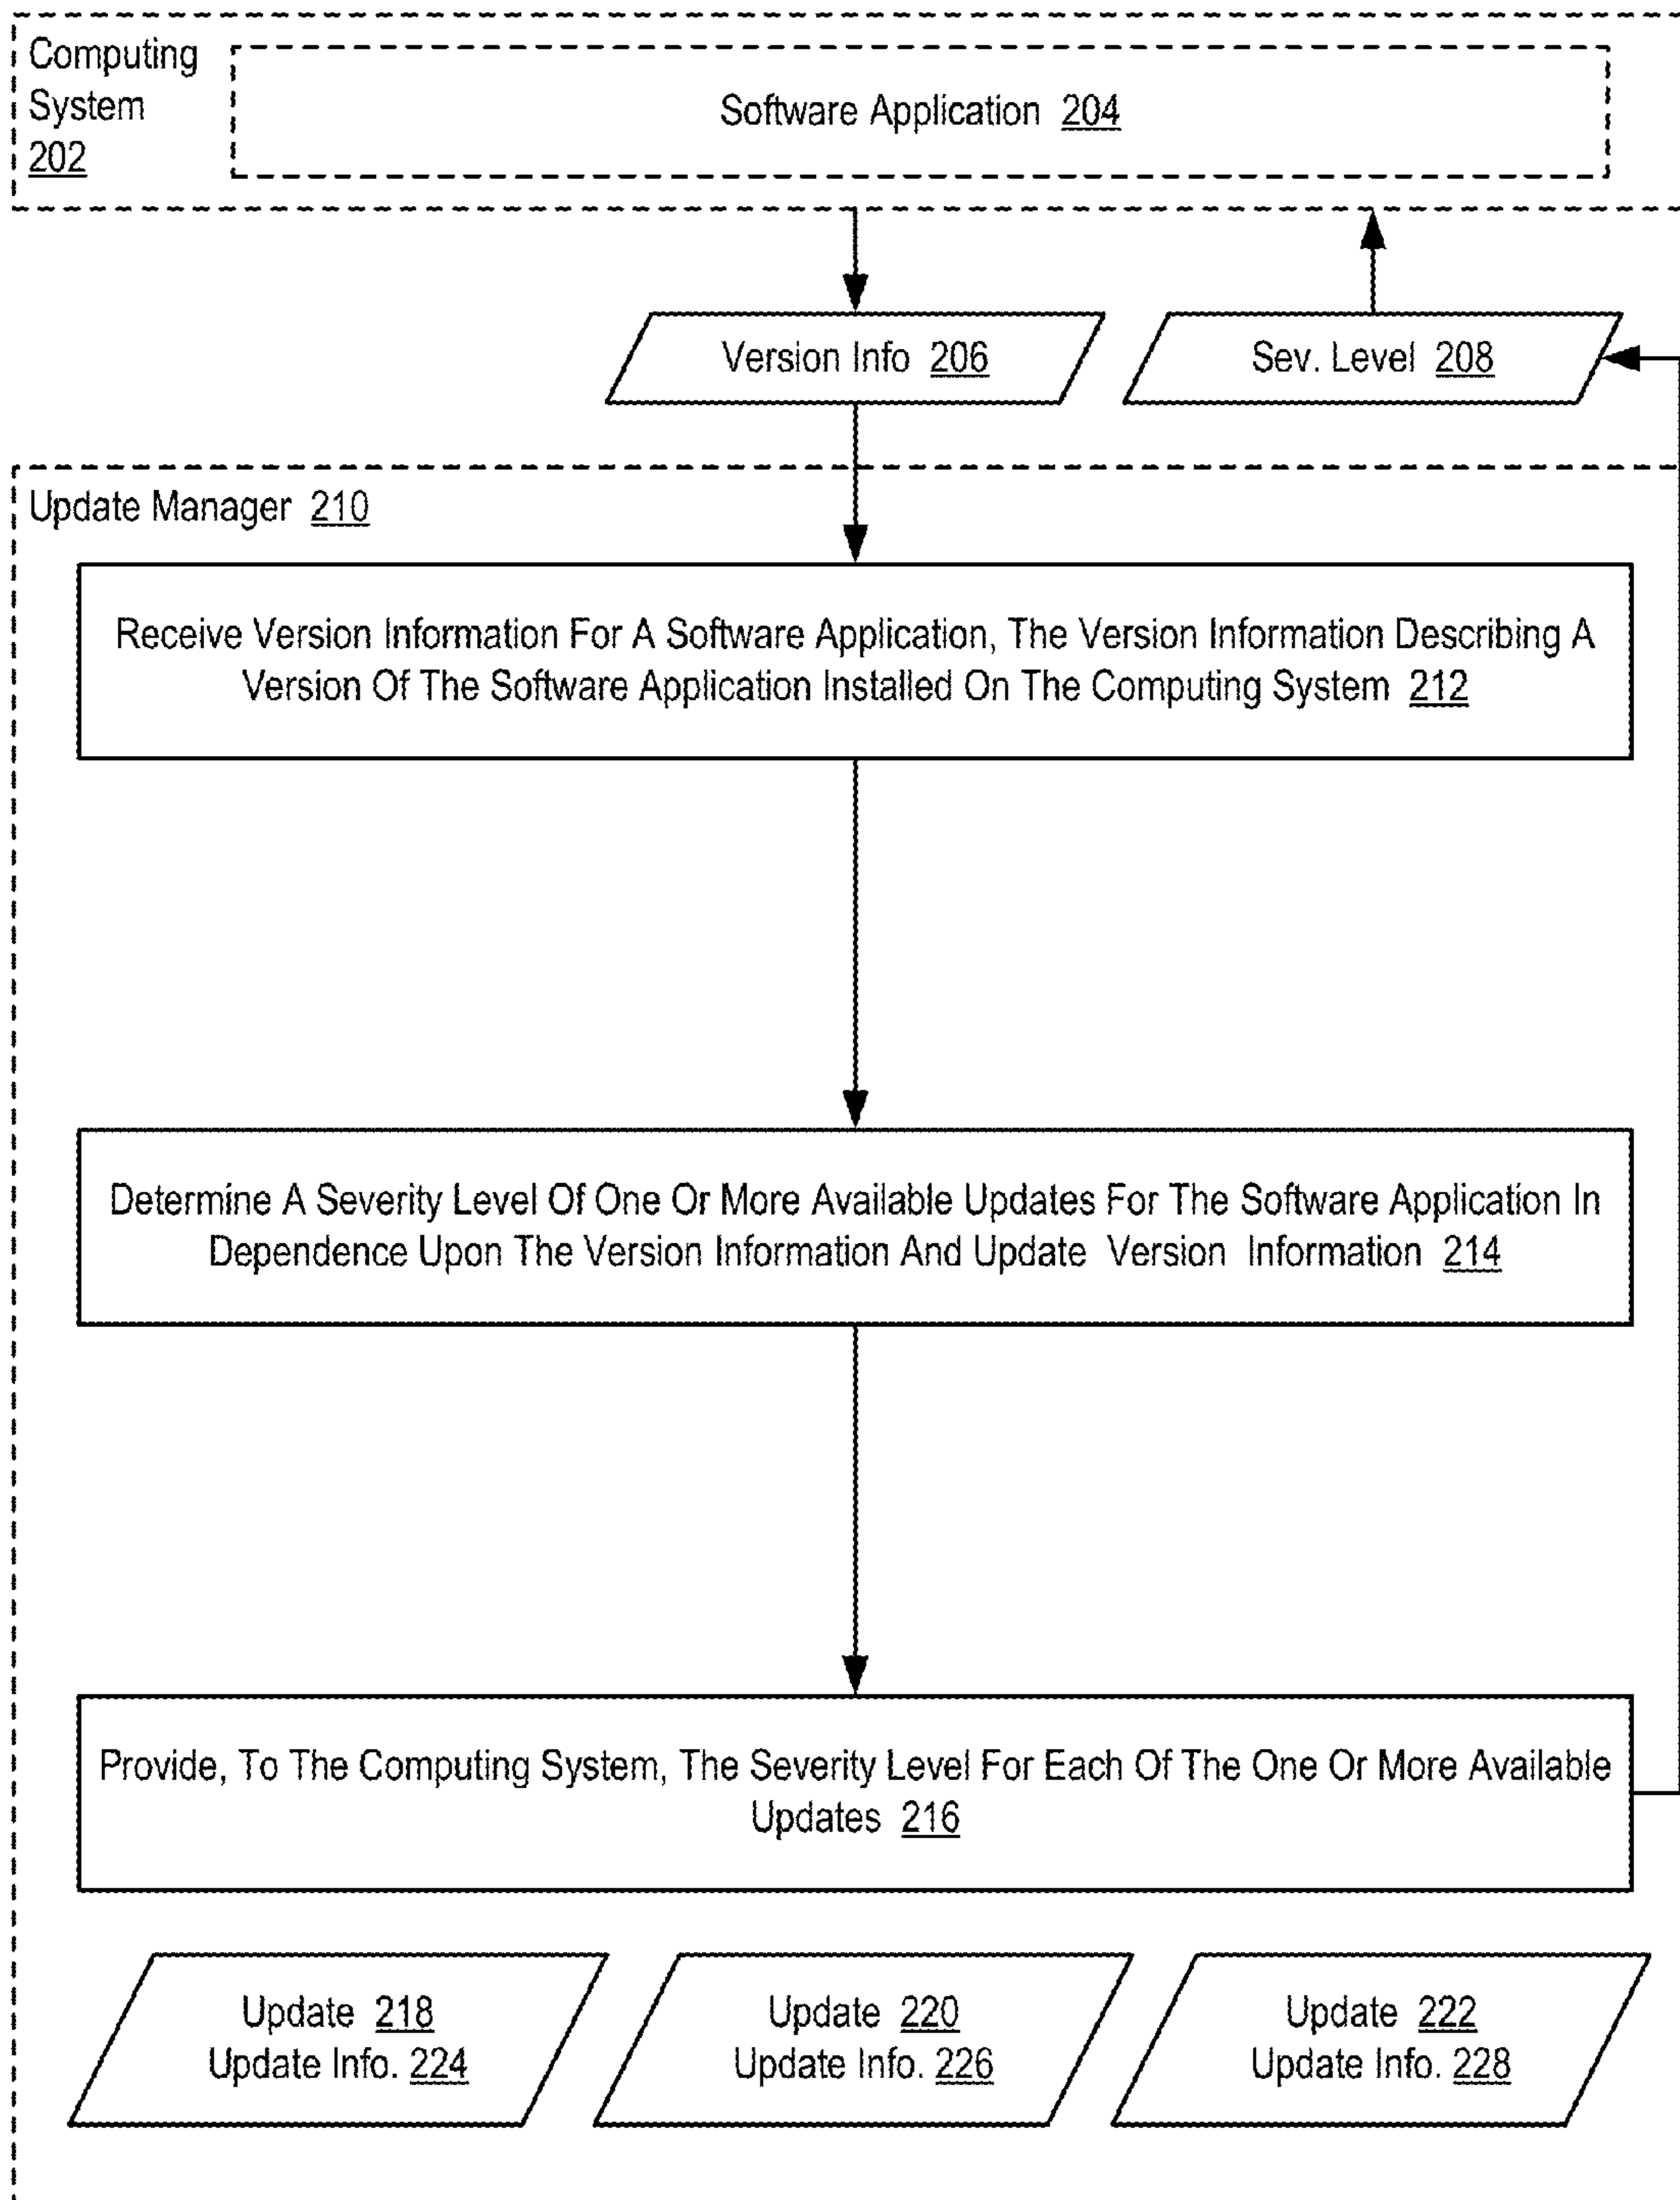 Computing
System
202
Software Application 204
Version Info 206
Sev. Level 208
Update Manager 210
Receive Version Information For A Software Application, The Version Information Describing A
Version Of The Software Application Installed On The Computing System 212
Determine A Severity Level Of One Or More Available Updates For The Software Application In
Dependence Upon The Version Information And Update Version Information 214
Provide, To The Computing System, The Severity Level For Each Of The One Or More Available
Updates 216
Update 218
Update Info. 224
Update 220
Update Info. 226
Update 222
Update Info. 228